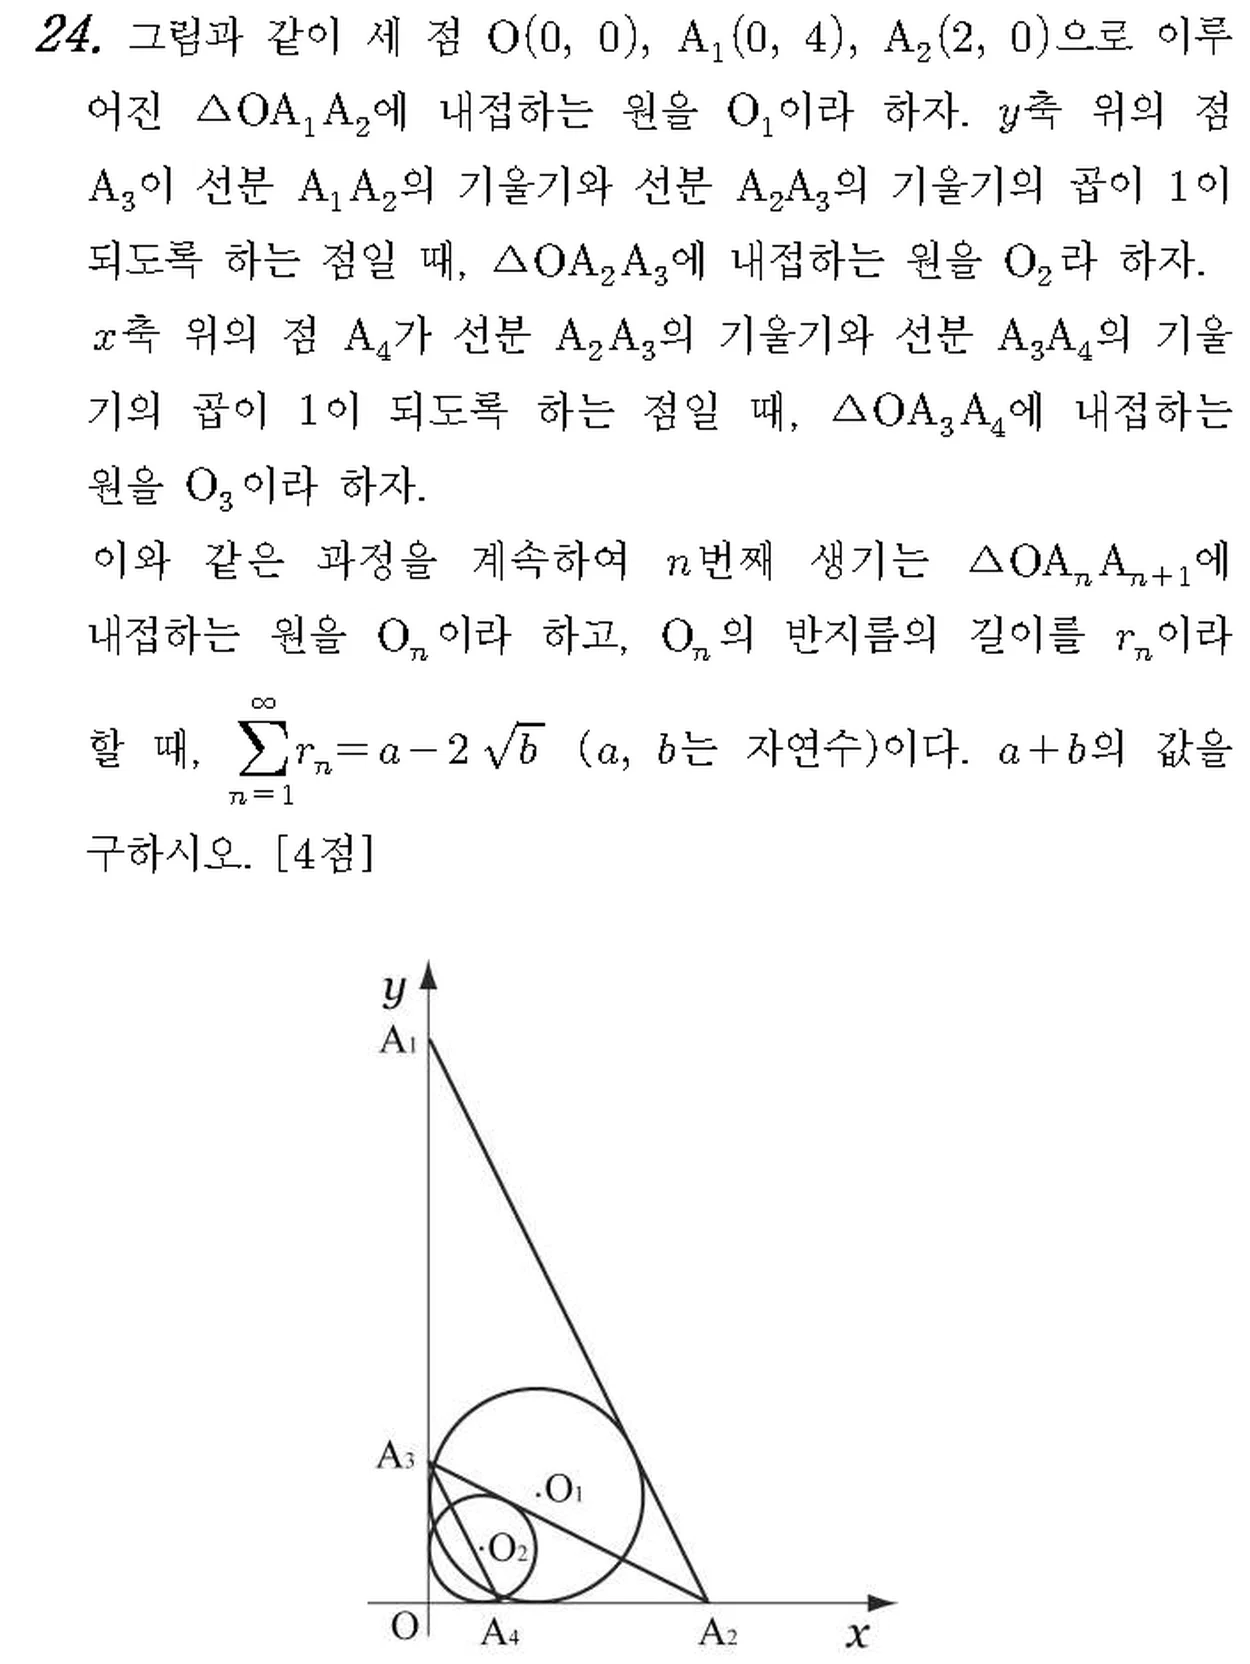 24. 그림과 같이 세 점 O(0, 0), A₁(0, 4), A₂(2, 0)으로 이루
어진 △OA₁A₂에 내접하는 원을 O₁이라 하자. y축 위의 점
A₃이 선분 A₁A₂의 기울기와 선분 A₂A₃의 기울기의 곱이 1이
되도록 하는 점일 때, △OA₂A₃에 내접하는 원을 O₂라 하자.
x축 위의 점 A₄가 선분 A₂A₃의 기울기와 선분 A₃A₄의 기울
기의 곱이 1이 되도록 하는 점일 때, △OA₃A₄에 내접하는
원을 O₃이라 하자.
이와 같은 과정을 계속하여 n번째 생기는 △OAₙAₙ₊₁에
내접하는 원을 Oₙ이라 하고, Oₙ의 반지름의 길이를 rₙ이라
할 때, ∑_{n=1}^{∞} rₙ = a − 2√b (a, b는 자연수)이다. a+b의 값을
구하시오. [4점]
y
A₁
A₃
O₁
O₂
O
A₄
A₂
x